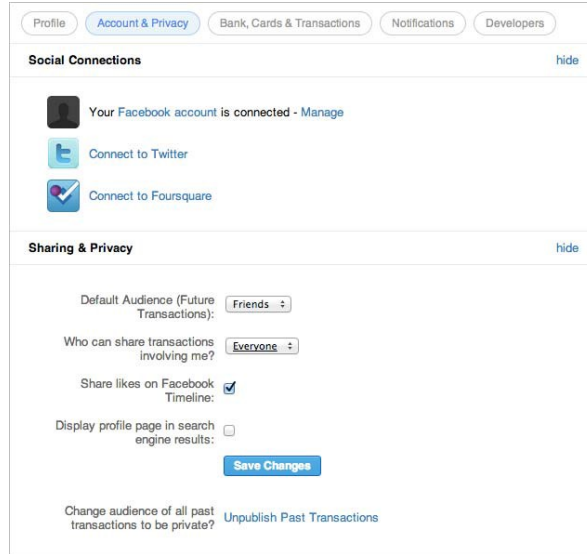 Profile Account & Privacy Bank, Cards & Transactions Notifications Developers
Social Connections hide
Your Facebook account is connected - Manage
Connect to Twitter
Connect to Foursquare
Sharing & Privacy hide
Default Audience (Future
Transactions): Friends
Who can share transactions
involving me? Everyone
Share likes on Facebook
Timeline:
Display profile page in search
engine results:
Save Changes
Change audience of all past
transactions to be private? Unpublish Past Transactions